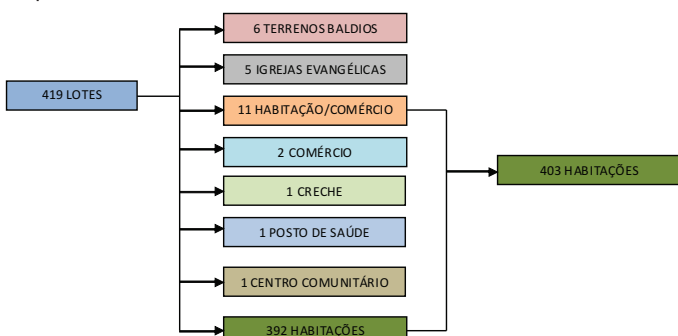 6 TERRENOS BALDIOS
5 IGREJAS EVANGÉLICAS
419 LOTES
11 HABITAÇÃO/COMÉRCIO
2 COMÉRCIO
403 HABITAÇÕES
1 CRECHE
1 POSTO DE SAÚDE
1 CENTRO COMUNITÁRIO
392 HABITAÇÕES